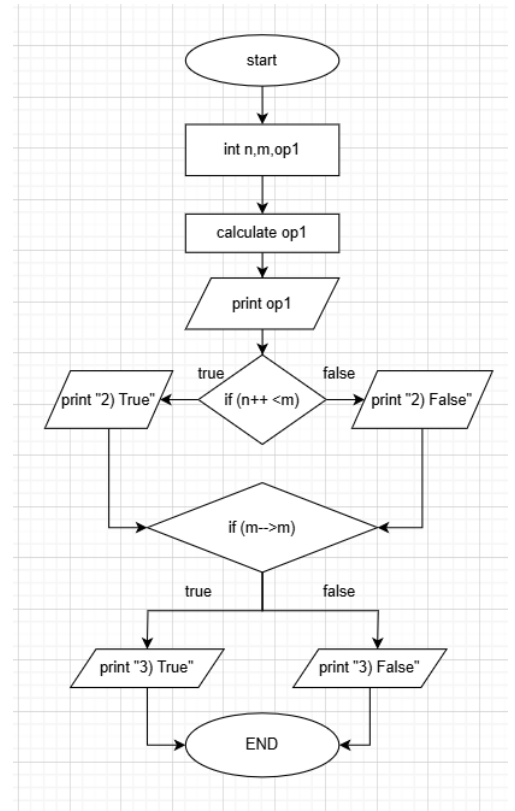 start
int n,m,op1
calculate op1
print op1
true
false
print "2) True"
if (n++ <m)
print "2) False"
if (m-->m)
true
false
print "3) True"
print "3) False"
END